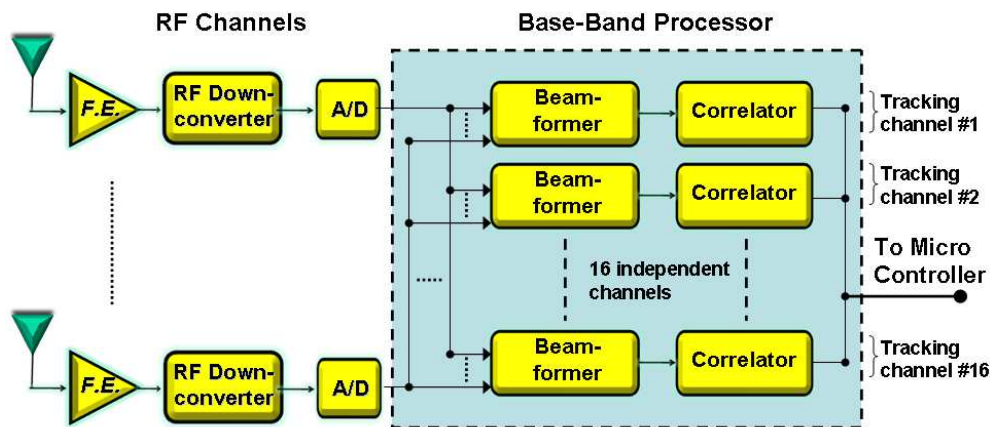 RF Channels
Base-Band Processor
F.E.
RF Down-
converter
A/D
Beam-
former
Correlator
Tracking
channel #1
Beam-
former
Correlator
Tracking
channel #2
16 independent
channels
To Micro
Controller
F.E.
RF Down-
converter
A/D
Beam-
former
Correlator
Tracking
channel #16